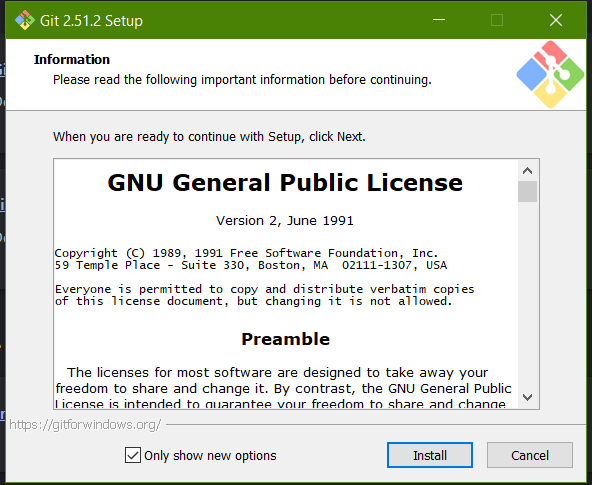 Git 2.51.2 Setup
Information
Please read the following important information before continuing.
When you are ready to continue with Setup, click Next.
GNU General Public License
Version 2, June 1991
Copyright (C) 1989, 1991 Free Software Foundation, Inc.
59 Temple Place - Suite 330, Boston, MA  02111-1307, USA
Everyone is permitted to copy and distribute verbatim copies
of this license document, but changing it is not allowed.
Preamble
The licenses for most software are designed to take away your
freedom to share and change it. By contrast, the GNU General Public
License is intended to guarantee your freedom to share and change
https://gitforwindows.org/
Only show new options
Install
Cancel